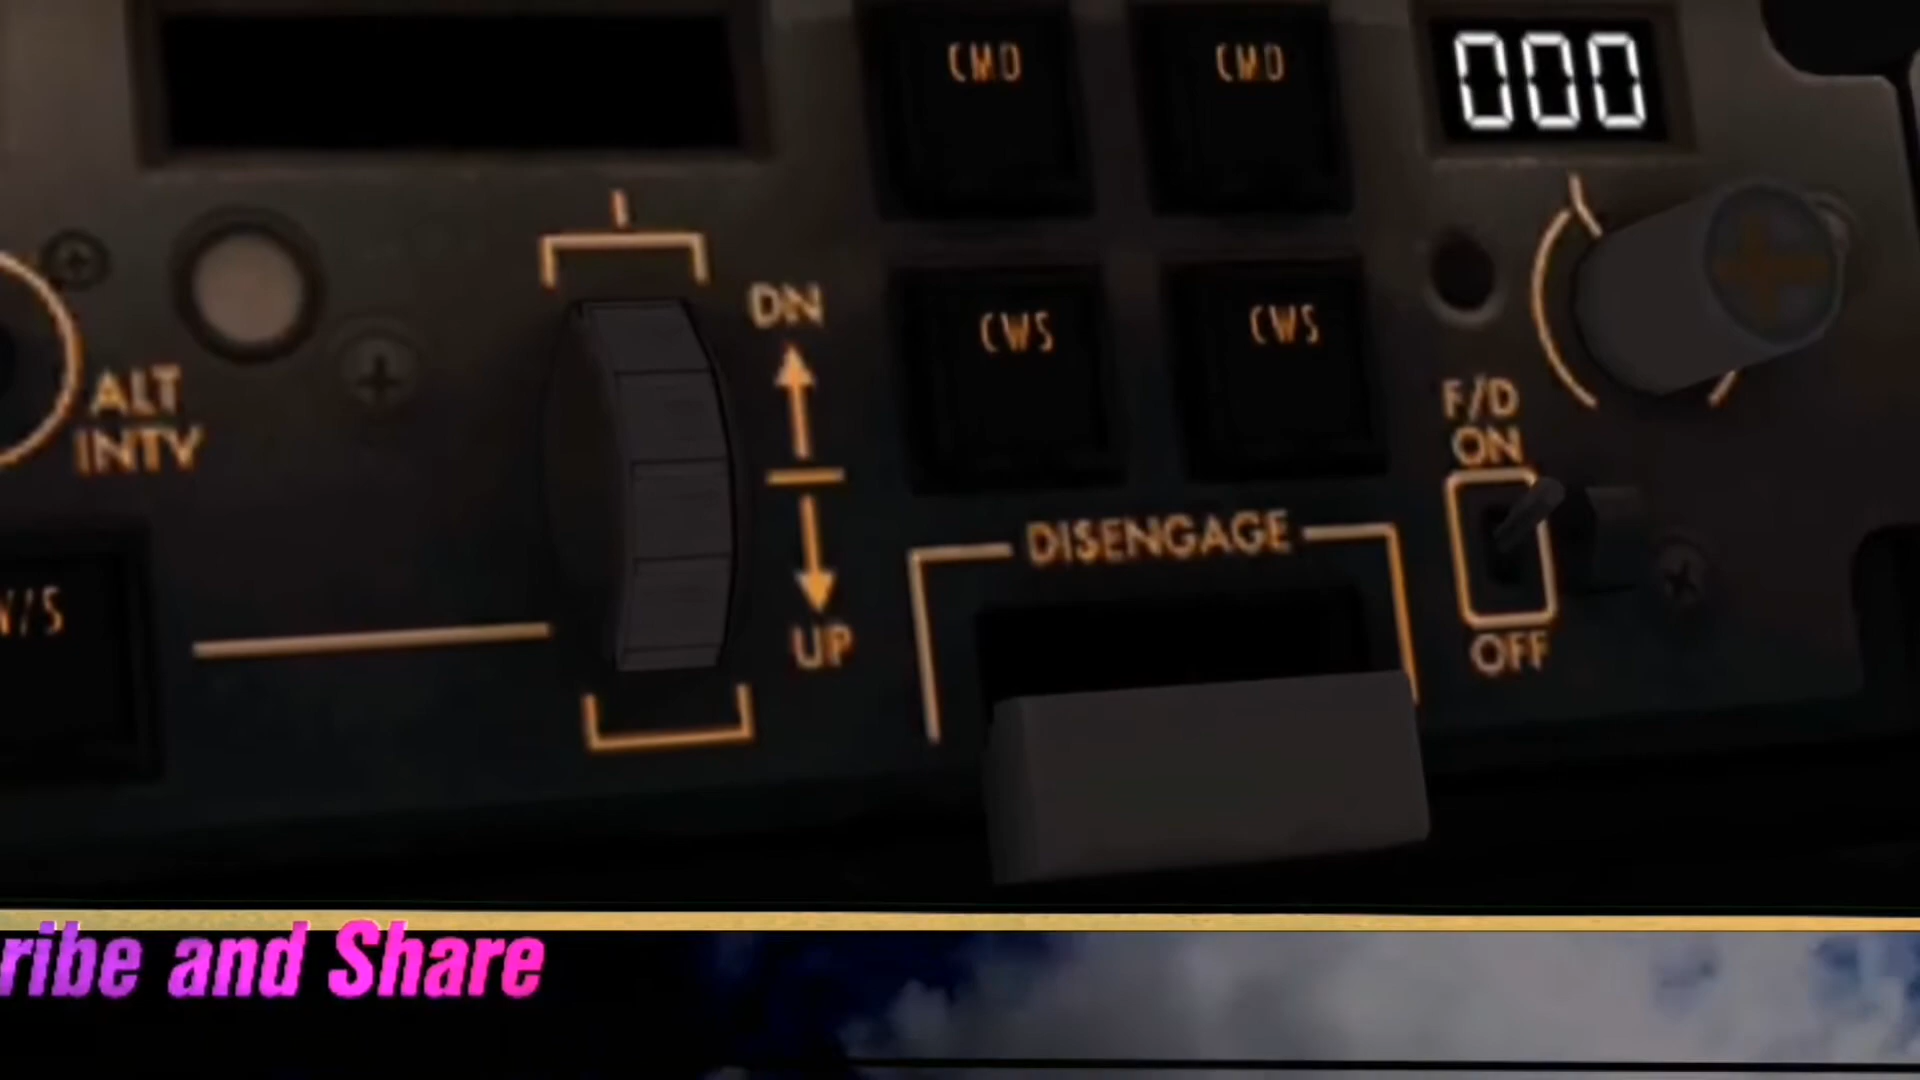 CMD CMD 000
DN
CWS CWS
ALT
INTV
F/D
ON
DISENGAGE
V/S
UP
OFF
ribe and Share